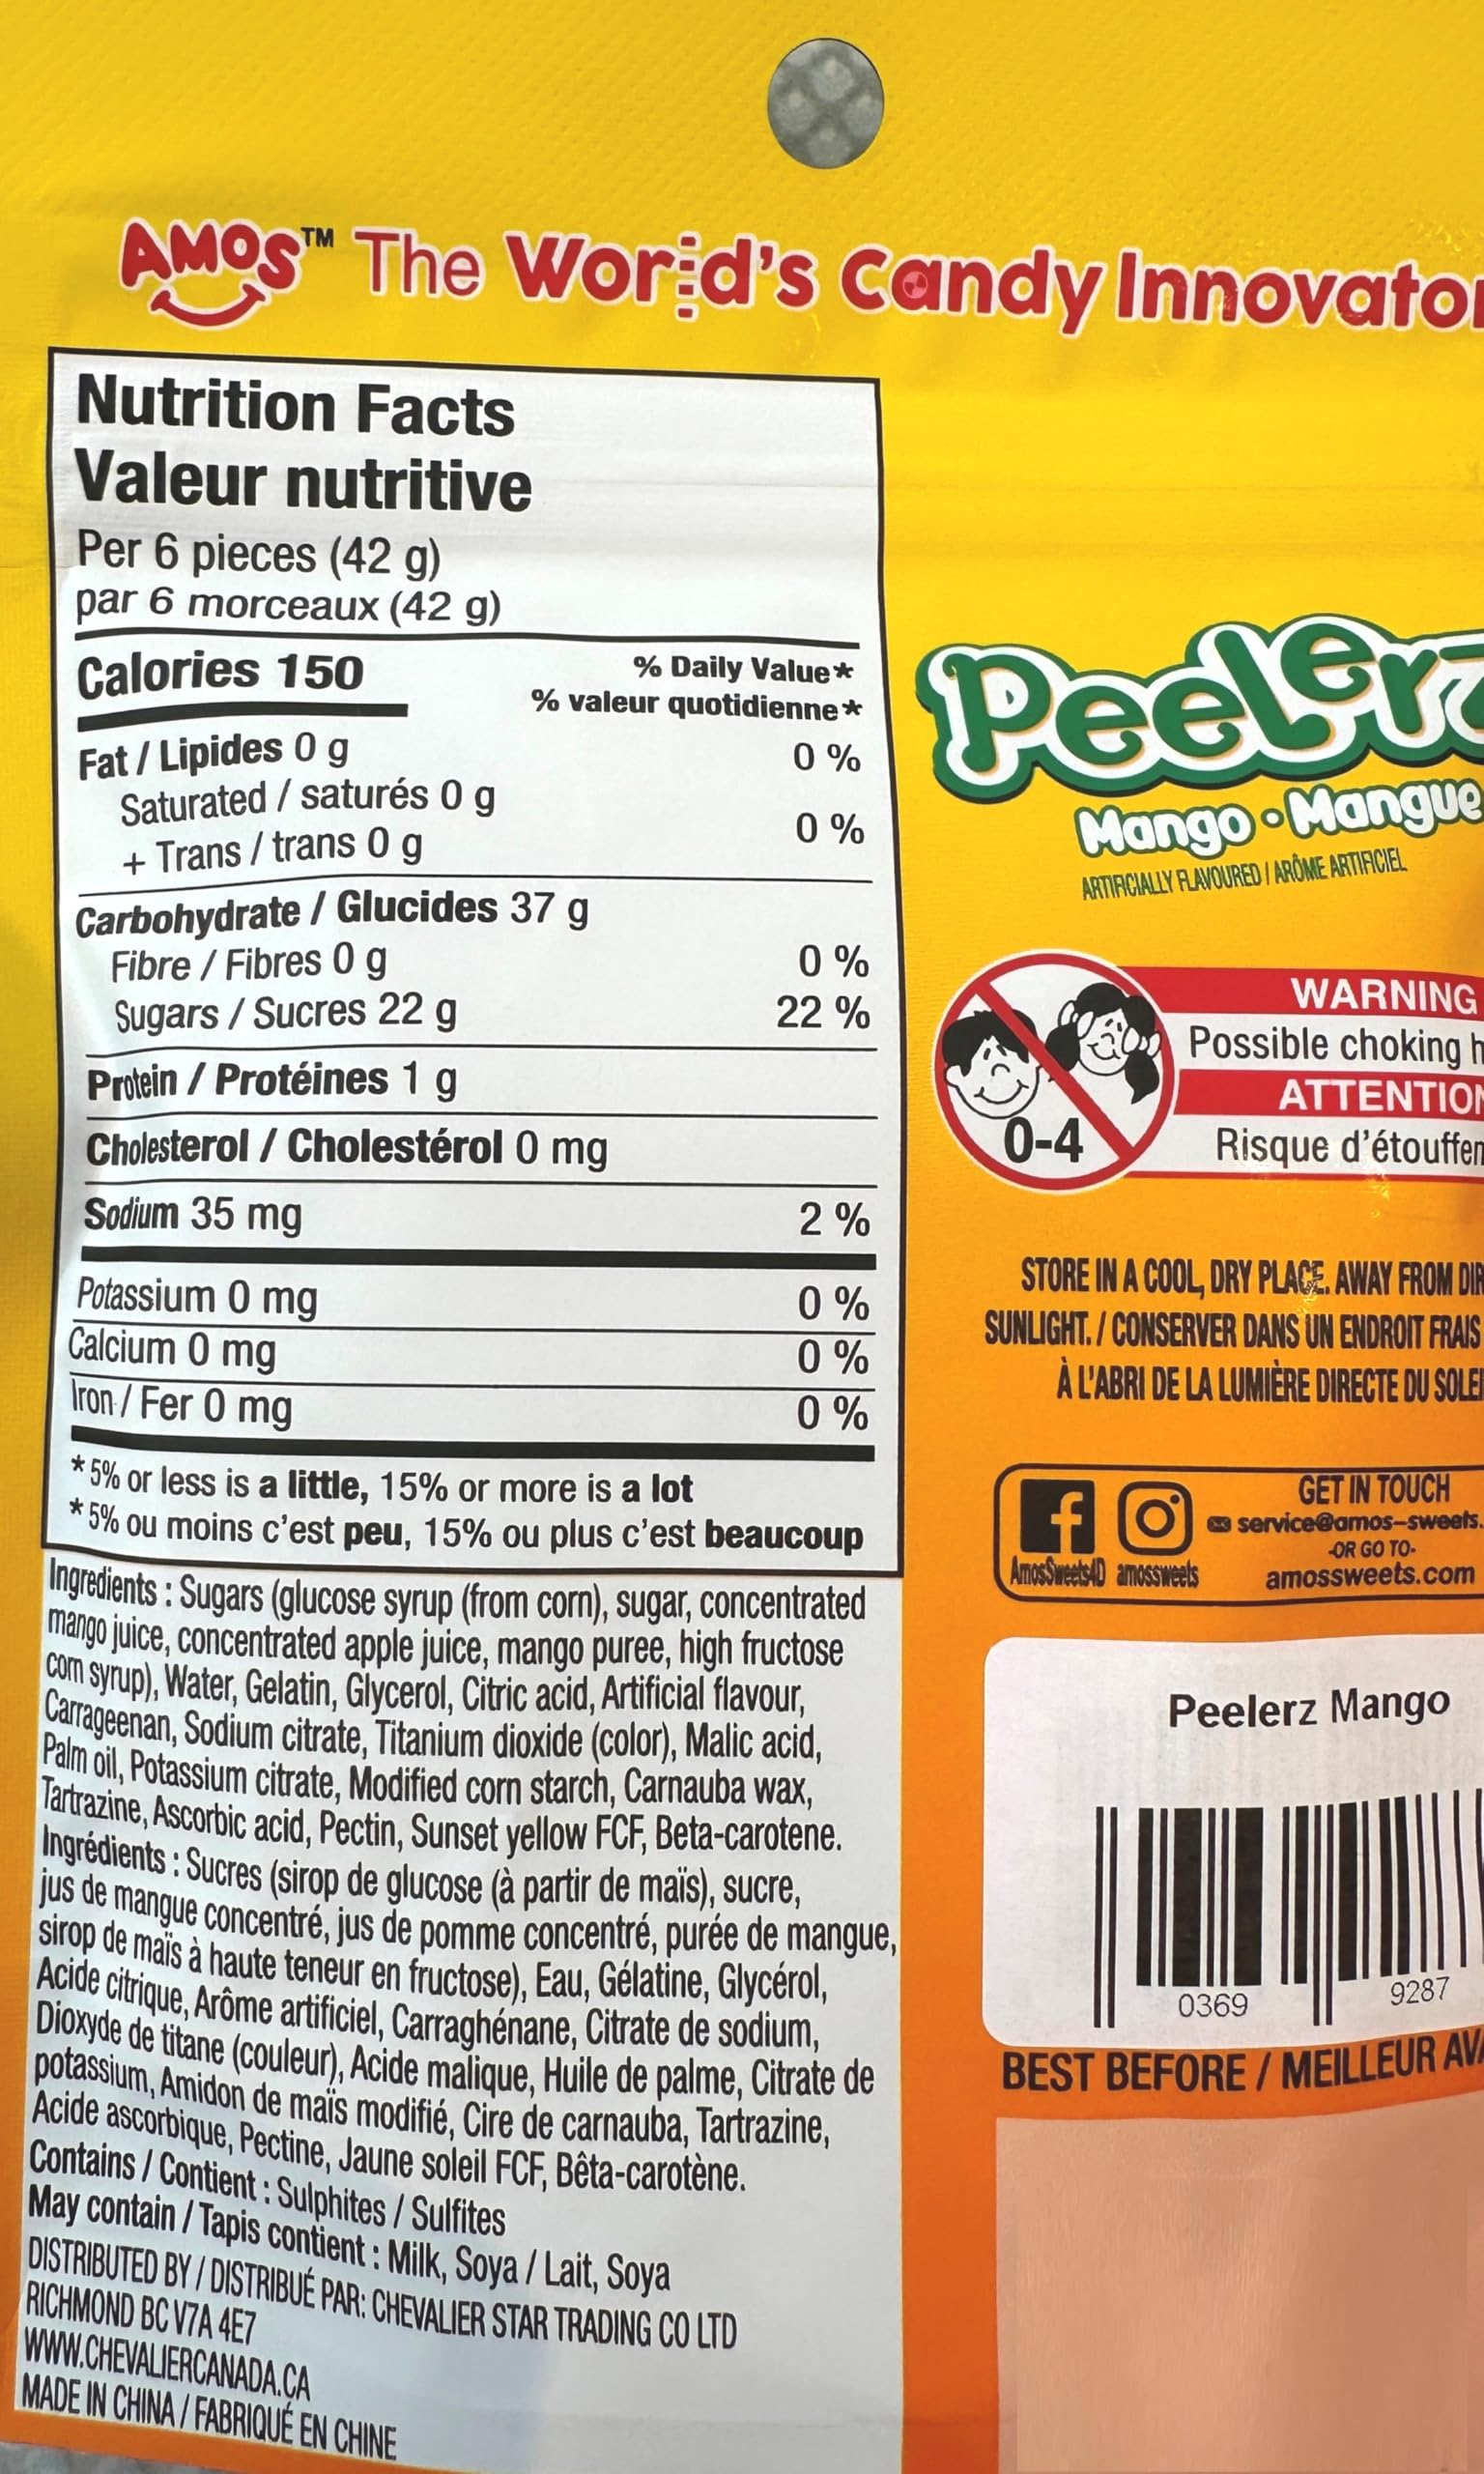 AMOS™ The World's Candy Innovator
Nutrition Facts
Valeur nutritive
Per 6 pieces (42 g)
par 6 morceaux (42 g)
Calories 150
% Daily Value*
% valeur quotidienne*
Fat / Lipides 0 g 0 %
Saturated / saturés 0 g
+ Trans / trans 0 g 0 %
Carbohydrate / Glucides 37 g
Fibre / Fibres 0 g 0 %
Sugars / Sucres 22 g 22 %
Protein / Protéines 1 g
Cholesterol / Cholestérol 0 mg
Sodium 35 mg 2 %
Potassium 0 mg 0 %
Calcium 0 mg 0 %
Iron / Fer 0 mg 0 %
* 5% or less is a little, 15% or more is a lot
* 5% ou moins c'est peu, 15% ou plus c'est beaucoup
Ingredients : Sugars (glucose syrup (from corn), sugar, concentrated
mango juice, concentrated apple juice, mango puree, high fructose
corn syrup), Water, Gelatin, Glycerol, Citric acid, Artificial flavour,
Carrageenan, Sodium citrate, Titanium dioxide (color), Malic acid,
Palm oil, Potassium citrate, Modified corn starch, Carnauba wax,
Tartrazine, Ascorbic acid, Pectin, Sunset yellow FCF, Beta-carotene.
Ingrédients : Sucres (sirop de glucose (à partir de maïs), sucre,
jus de mangue concentré, jus de pomme concentré, purée de mangue,
sirop de maïs à haute teneur en fructose), Eau, Gélatine, Glycérol,
Acide citrique, Arôme artificiel, Carraghénane, Citrate de sodium,
Dioxyde de titane (couleur), Acide malique, Huile de palme, Citrate de
potassium, Amidon de maïs modifié, Cire de carnauba, Tartrazine,
Acide ascorbique, Pectine, Jaune soleil FCF, Bêta-carotène.
Contains / Contient : Sulphites / Sulfites
May contain / Tapis contient : Milk, Soya / Lait, Soya
DISTRIBUTED BY / DISTRIBUÉ PAR: CHEVALIER STAR TRADING CO LTD
RICHMOND BC V7A 4E7
WWW.CHEVALIERCANADA.CA
MADE IN CHINA / FABRIQUÉ EN CHINE
Peelerz
Mango • Mangue
ARTIFICIALLY FLAVOURED / ARÔME ARTIFICIEL
0-4
WARNING
Possible choking h
ATTENTION
Risque d'étouffem
STORE IN A COOL, DRY PLACE. AWAY FROM DIR
SUNLIGHT. / CONSERVER DANS UN ENDROIT FRAIS
À L'ABRI DE LA LUMIÈRE DIRECTE DU SOLEI
GET IN TOUCH
service@amos-sweets.
-OR GO TO-
amossweets.com
AmosSweets4D amossweets
Peelerz Mango
0369 9287
BEST BEFORE / MEILLEUR AVA